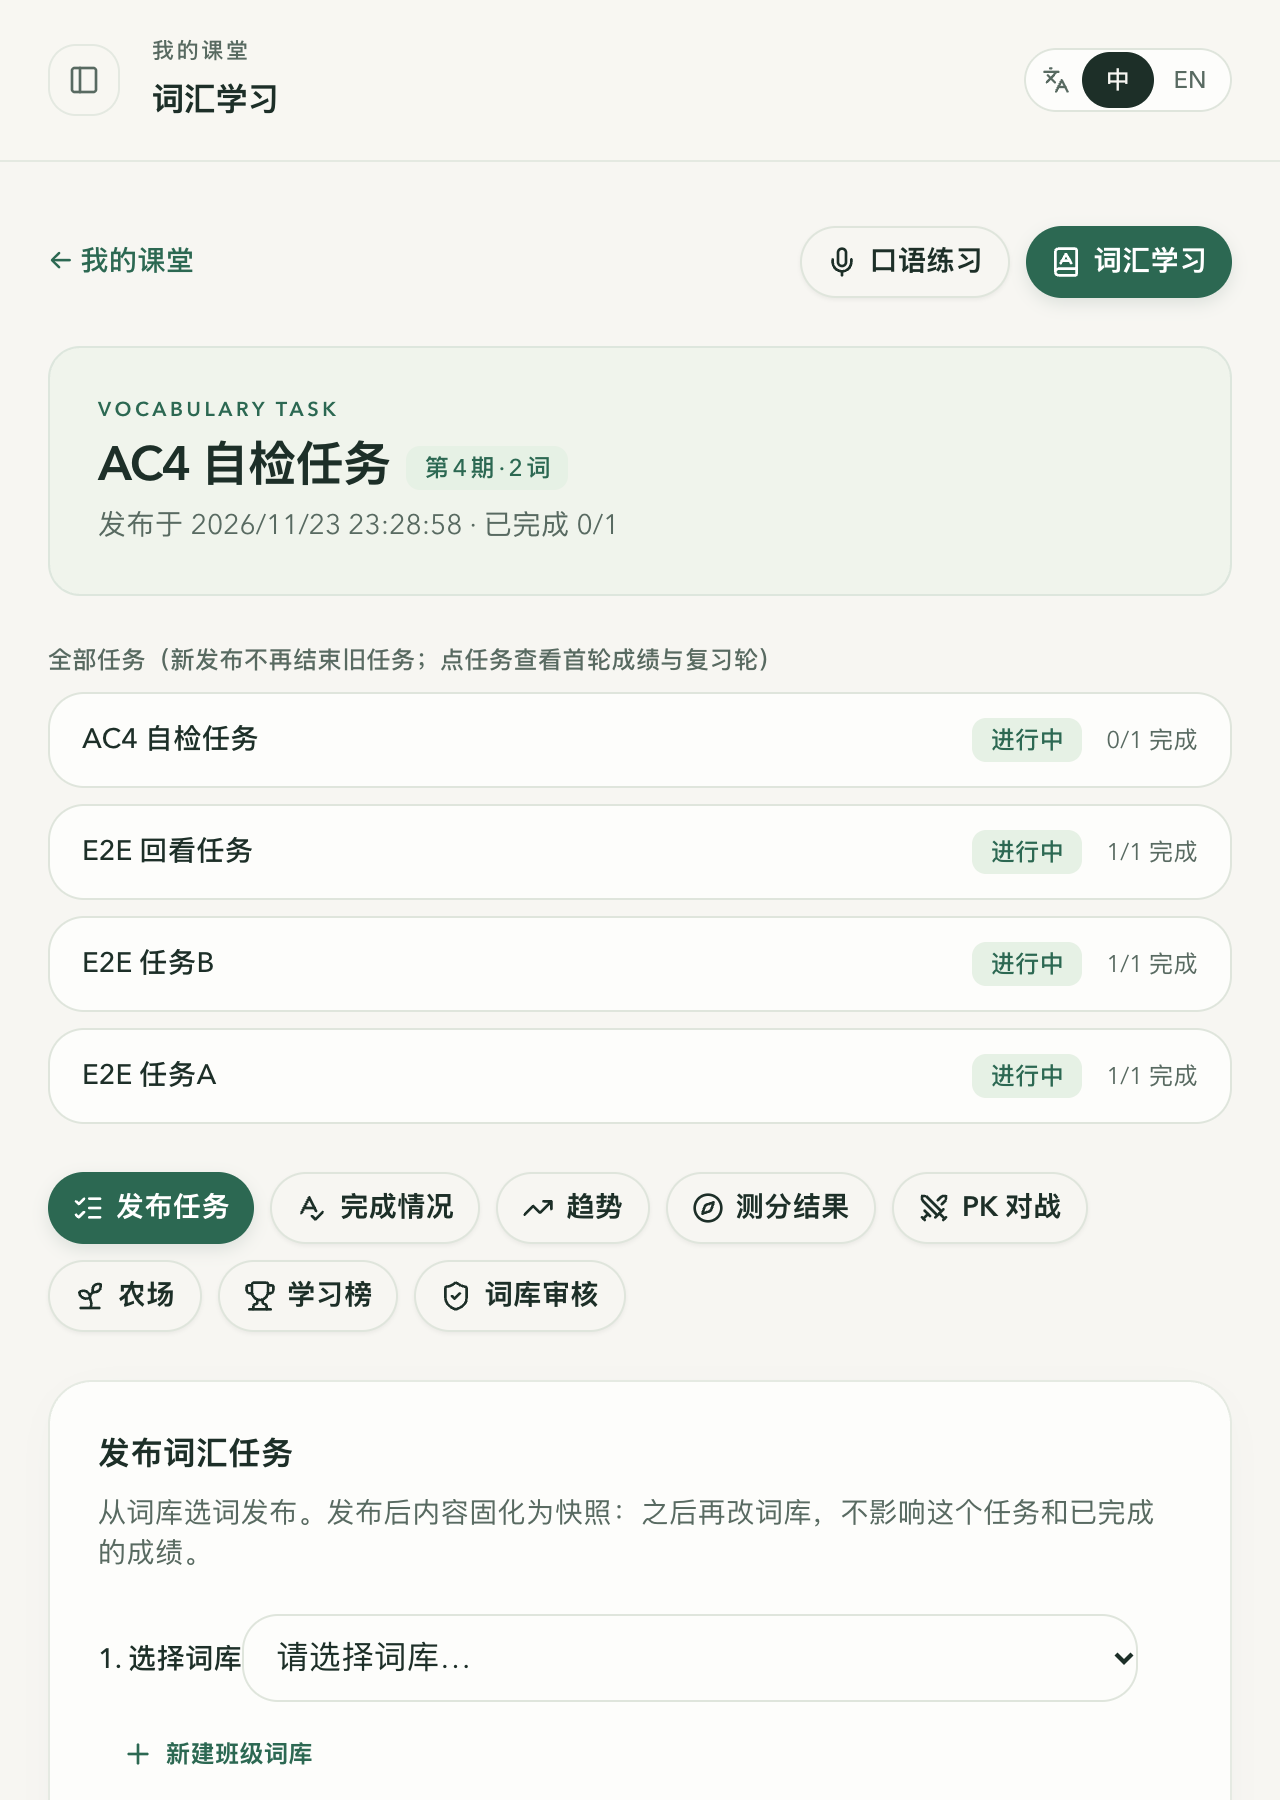 我的课堂
词汇学习
中 EN
← 我的课堂
口语练习 词汇学习
VOCABULARY TASK
AC4 自检任务 第4期·2词
发布于 2026/11/23 23:28:58 · 已完成 0/1
全部任务（新发布不再结束旧任务；点任务查看首轮成绩与复习轮）
AC4 自检任务 进行中 0/1 完成
E2E 回看任务 进行中 1/1 完成
E2E 任务B 进行中 1/1 完成
E2E 任务A 进行中 1/1 完成
发布任务 完成情况 趋势 测分结果 PK 对战
农场 学习榜 词库审核
发布词汇任务
从词库选词发布。发布后内容固化为快照：之后再改词库，不影响这个任务和已完成
的成绩。
1. 选择词库 请选择词库…
+ 新建班级词库